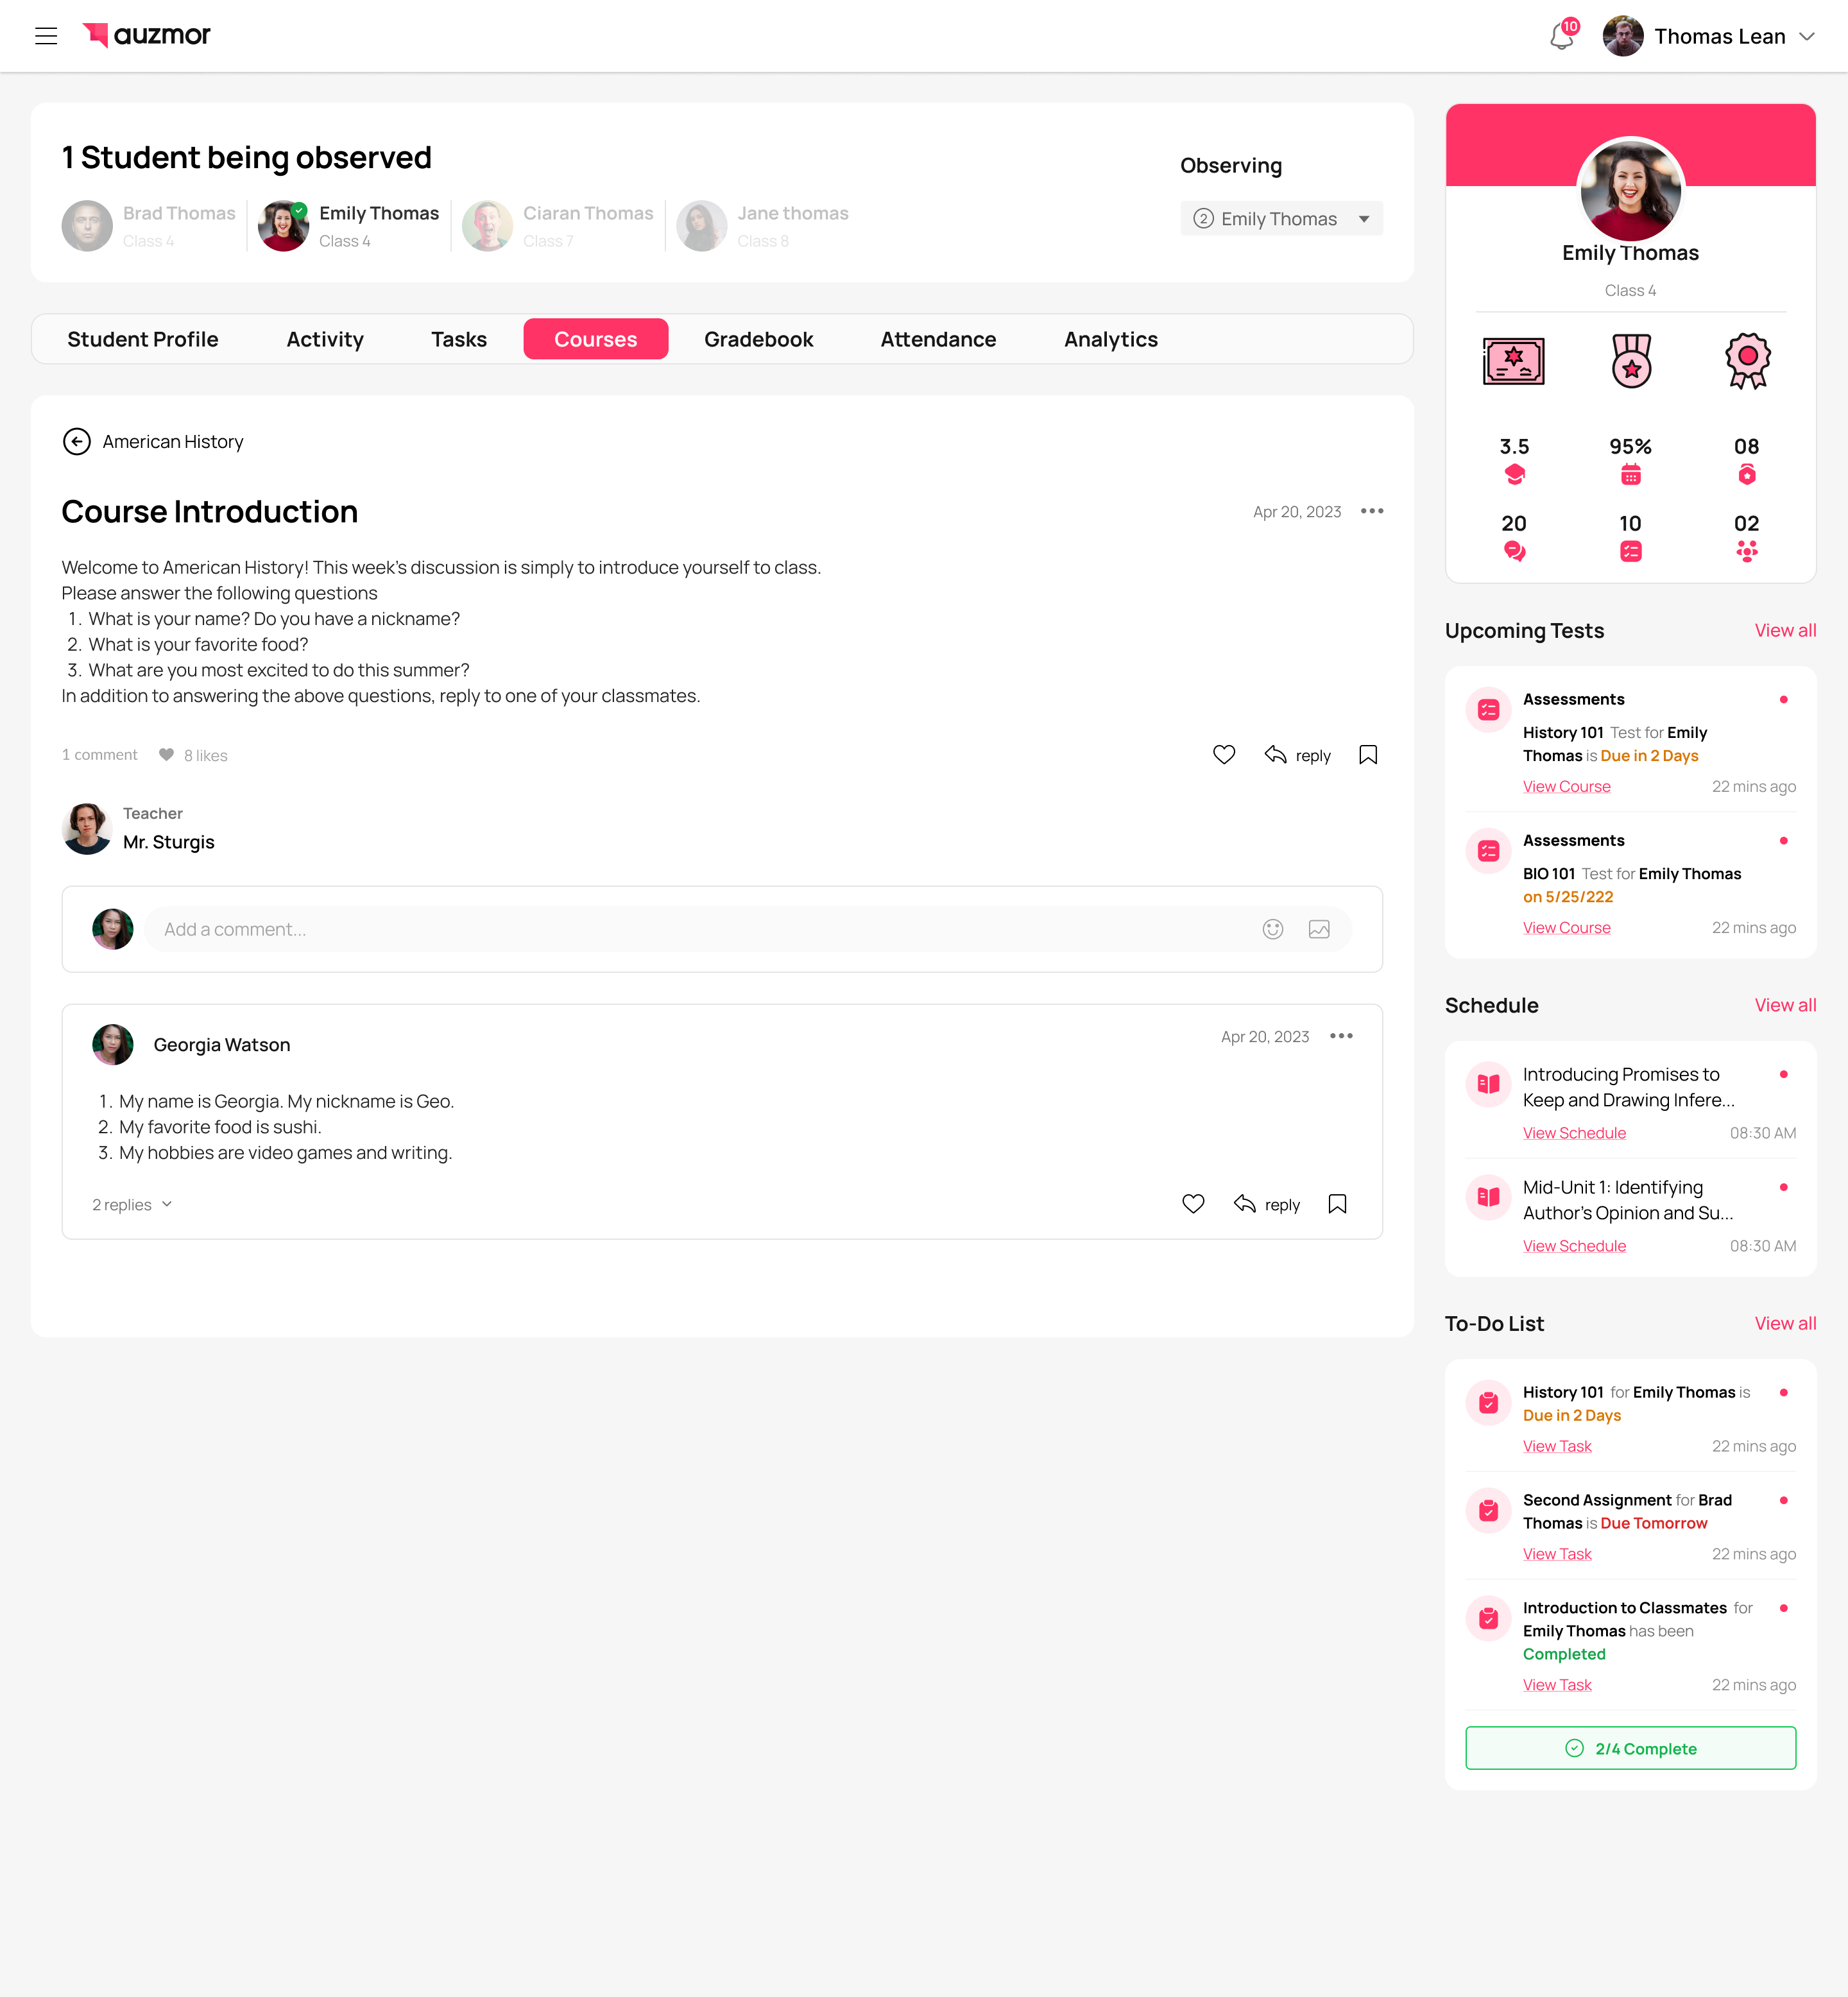 auzmor
10
Thomas Lean
1 Student being observed
Brad Thomas
Class 4
Emily Thomas
Class 4
Ciaran Thomas
Class 7
Jane thomas
Class 8
Observing
2 Emily Thomas
Student Profile Activity Tasks Courses Gradebook Attendance Analytics
American History
Course Introduction
Apr 20, 2023
Welcome to American History! This week's discussion is simply to introduce yourself to class.
Please answer the following questions
1. What is your name? Do you have a nickname?
2. What is your favorite food?
3. What are you most excited to do this summer?
In addition to answering the above questions, reply to one of your classmates.
1 comment 8 likes
reply
Teacher
Mr. Sturgis
Add a comment...
Georgia Watson
Apr 20, 2023
1. My name is Georgia. My nickname is Geo.
2. My favorite food is sushi.
3. My hobbies are video games and writing.
2 replies
reply
Emily Thomas
Class 4
3.5 95% 08
20 10 02
Upcoming Tests View all
Assessments
History 101 Test for Emily
Thomas is Due in 2 Days
View Course 22 mins ago
Assessments
BIO 101 Test for Emily Thomas
on 5/25/222
View Course 22 mins ago
Schedule View all
Introducing Promises to
Keep and Drawing Infere...
View Schedule 08:30 AM
Mid-Unit 1: Identifying
Author's Opinion and Su...
View Schedule 08:30 AM
To-Do List View all
History 101 for Emily Thomas is
Due in 2 Days
View Task 22 mins ago
Second Assignment for Brad
Thomas is Due Tomorrow
View Task 22 mins ago
Introduction to Classmates for
Emily Thomas has been
Completed
View Task 22 mins ago
2/4 Complete